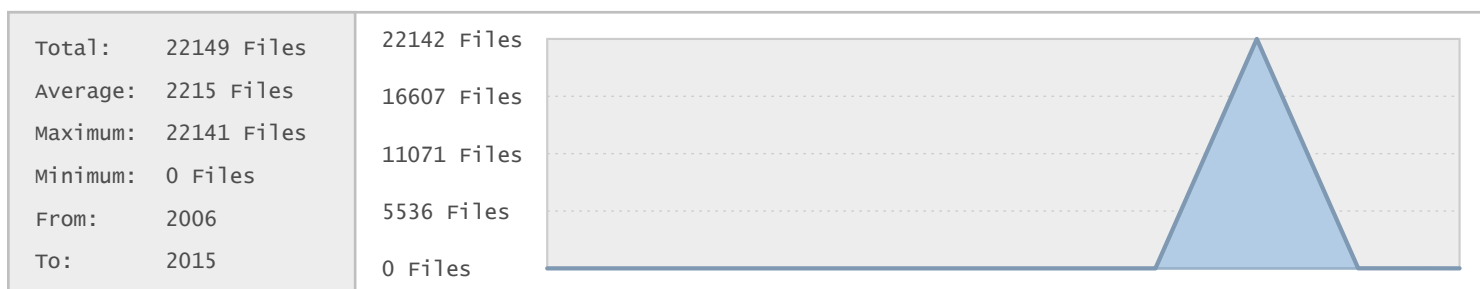 Total: 22149 Files
Average: 2215 Files
Maximum: 22141 Files
Minimum: 0 Files
From: 2006
To: 2015
22142 Files
16607 Files
11071 Files
5536 Files
0 Files